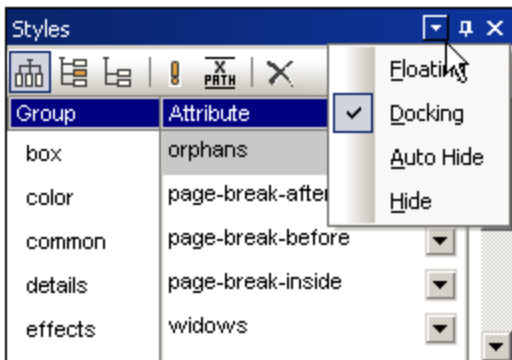 Styles
XPATH
Floating
Docking
Auto Hide
Hide
Group Attribute
box orphans
color page-break-after
common page-break-before
details page-break-inside
effects widows